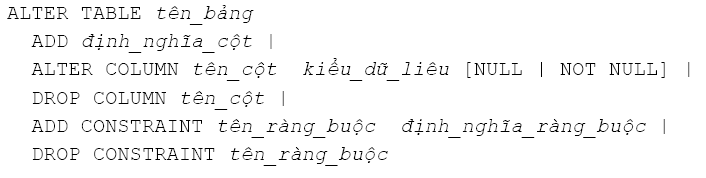 ALTER TABLE tên_bảng
ADD định_nghĩa_cột |
ALTER COLUMN tên_cột kiểu_dữ_liêu [NULL | NOT NULL] |
DROP COLUMN tên_cột |
ADD CONSTRAINT tên_ràng_buộc định_nghĩa_ràng_buộc |
DROP CONSTRAINT tên_ràng_buộc